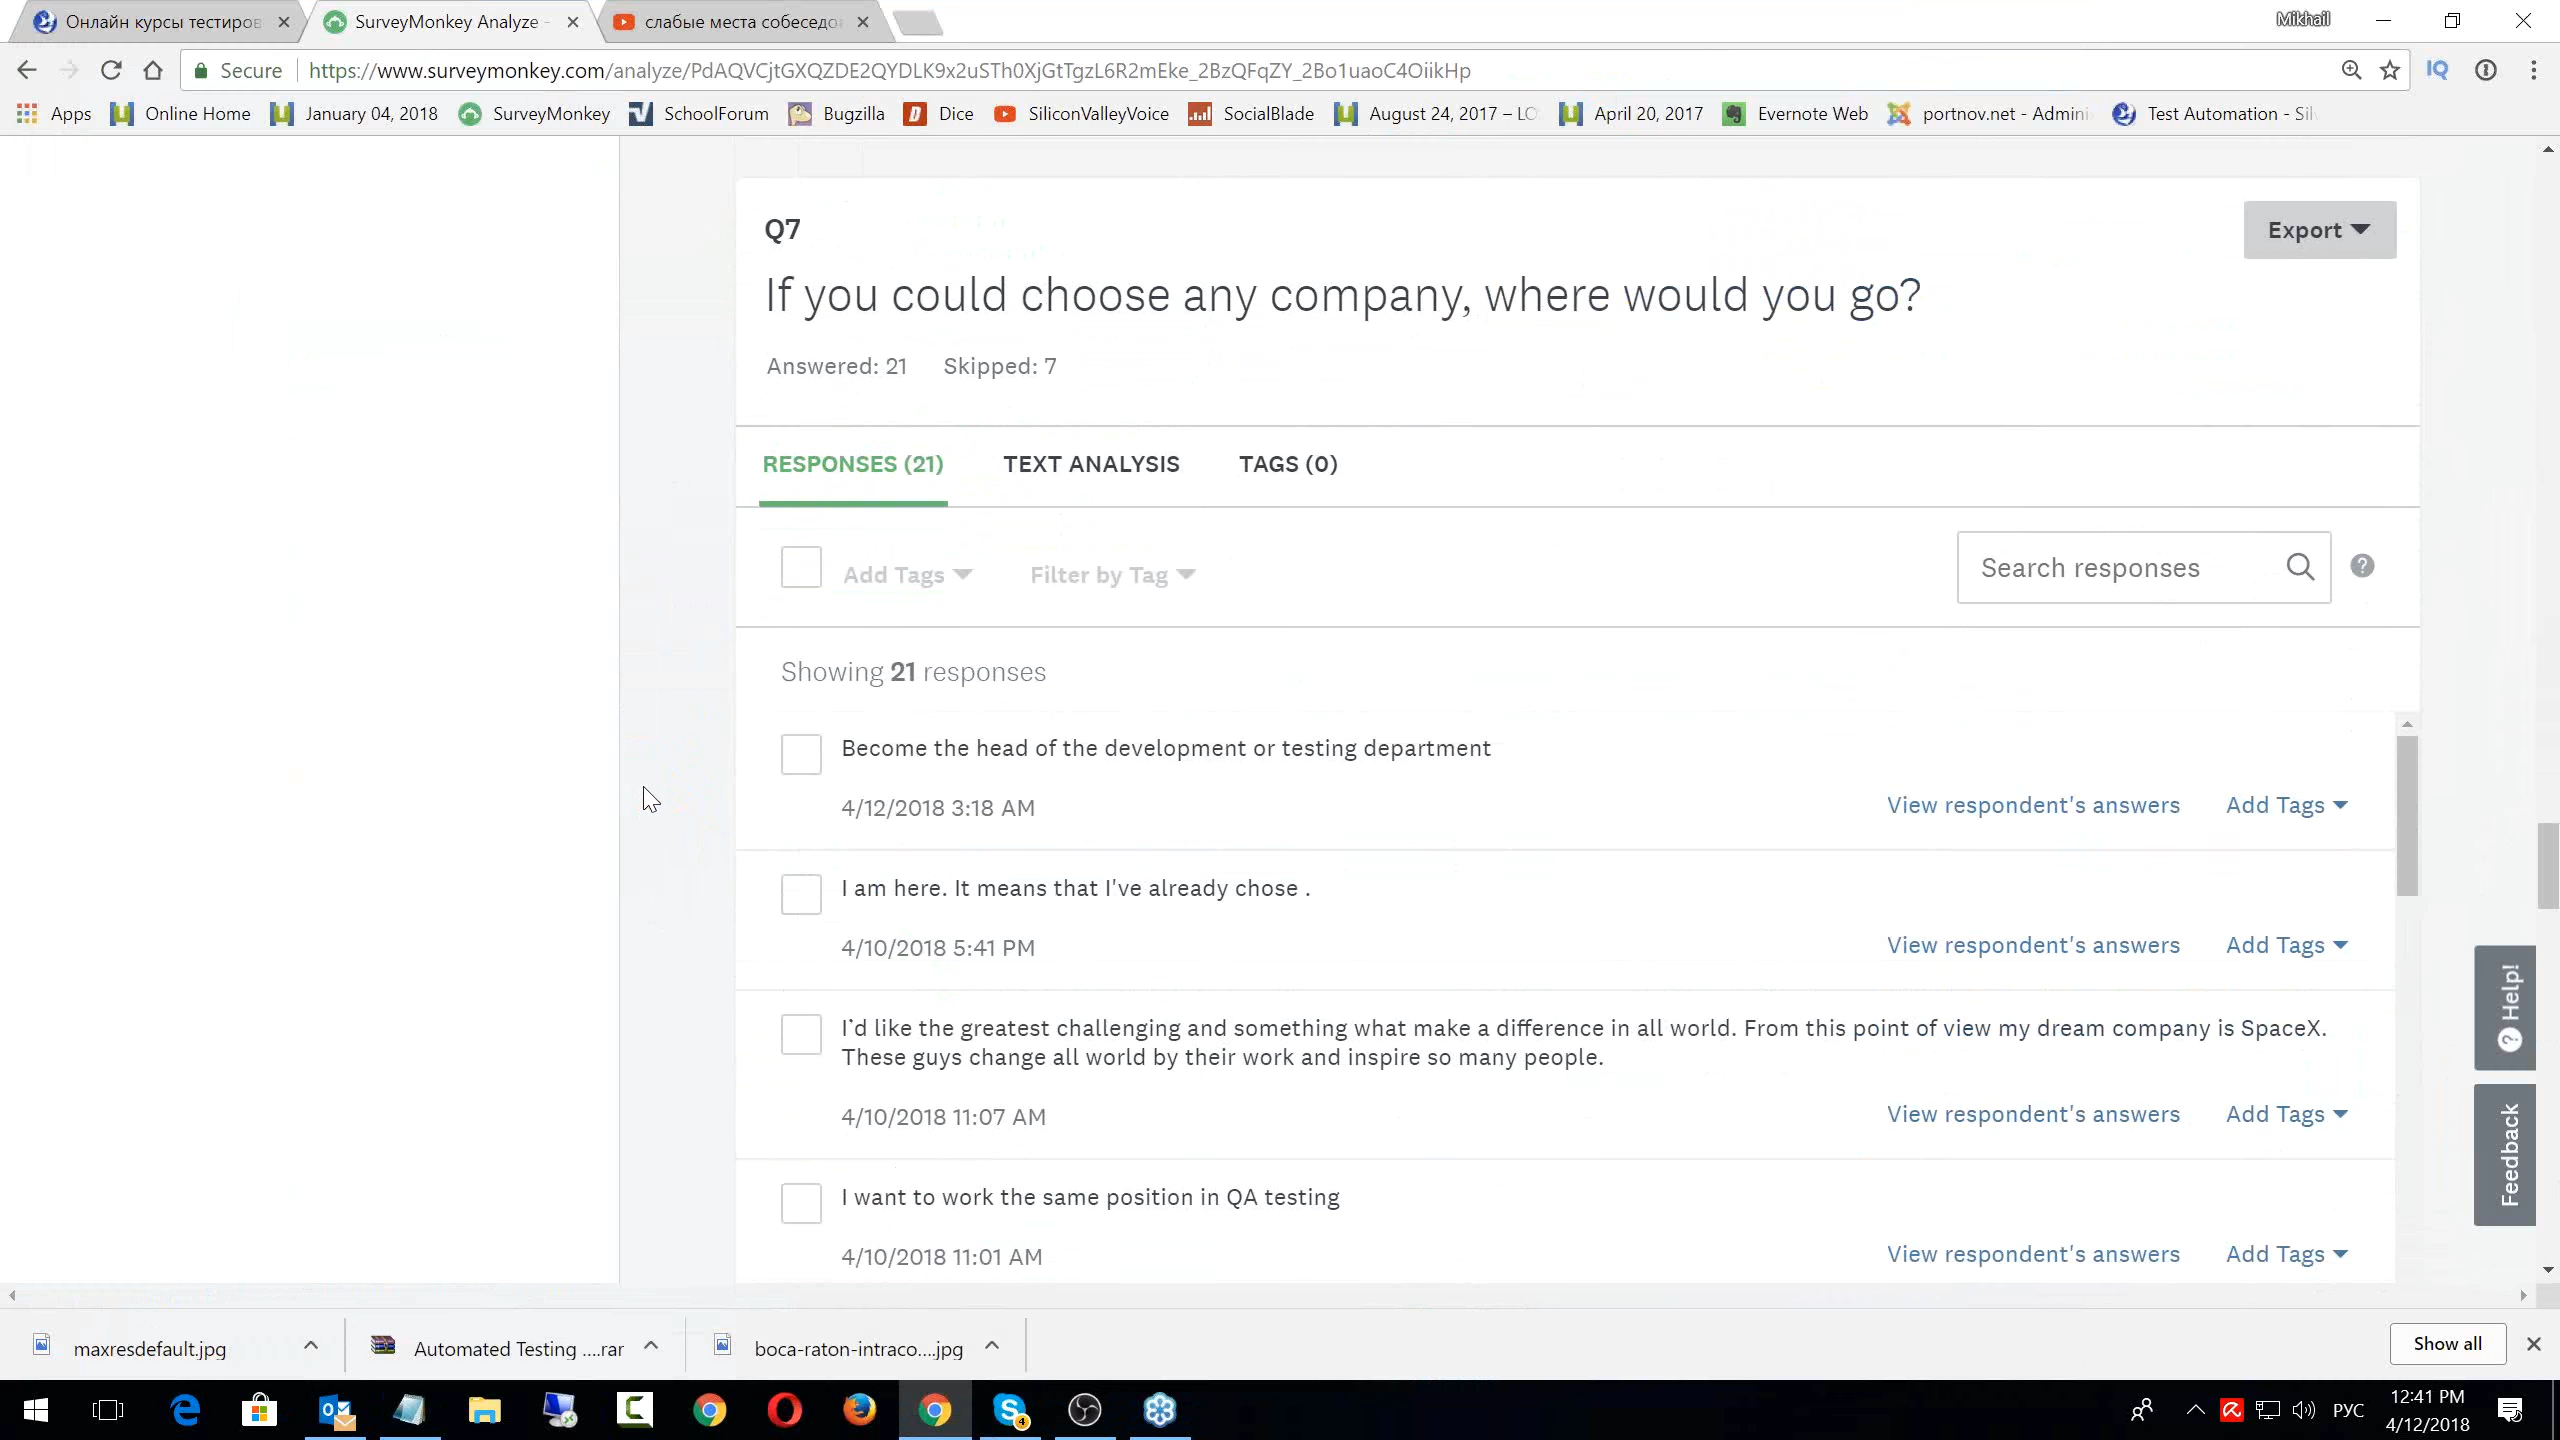 Онлайн курсы тестиров
SurveyMonkey Analyze -
слабые места собеседо
Mikhail
Secure
https://www.surveymonkey.com/analyze/PdAQVCjtGXQZDE2QYDLK9x2uSTh0XjGtTgzL6R2mEke_2BzQFqZY_2Bo1uaoC4OiikHp
Apps
Online Home
January 04, 2018
SurveyMonkey
SchoolForum
Bugzilla
Dice
SiliconValleyVoice
SocialBlade
August 24, 2017 – LO
April 20, 2017
Evernote Web
portnov.net - Admini
Test Automation - Sil
Q7
Export
If you could choose any company, where would you go?
Answered: 21 Skipped: 7
RESPONSES (21)
TEXT ANALYSIS
TAGS (0)
Add Tags
Filter by Tag
Search responses
Showing 21 responses
Become the head of the development or testing department
4/12/2018 3:18 AM
View respondent's answers
Add Tags
I am here. It means that I've already chose .
4/10/2018 5:41 PM
View respondent's answers
Add Tags
I'd like the greatest challenging and something what make a difference in all world. From this point of view my dream company is SpaceX.
These guys change all world by their work and inspire so many people.
4/10/2018 11:07 AM
View respondent's answers
Add Tags
I want to work the same position in QA testing
4/10/2018 11:01 AM
View respondent's answers
Add Tags
Help!
Feedback
maxresdefault.jpg
Automated Testing ....rar
boca-raton-intraco....jpg
Show all
4
РУС
12:41 PM
4/12/2018